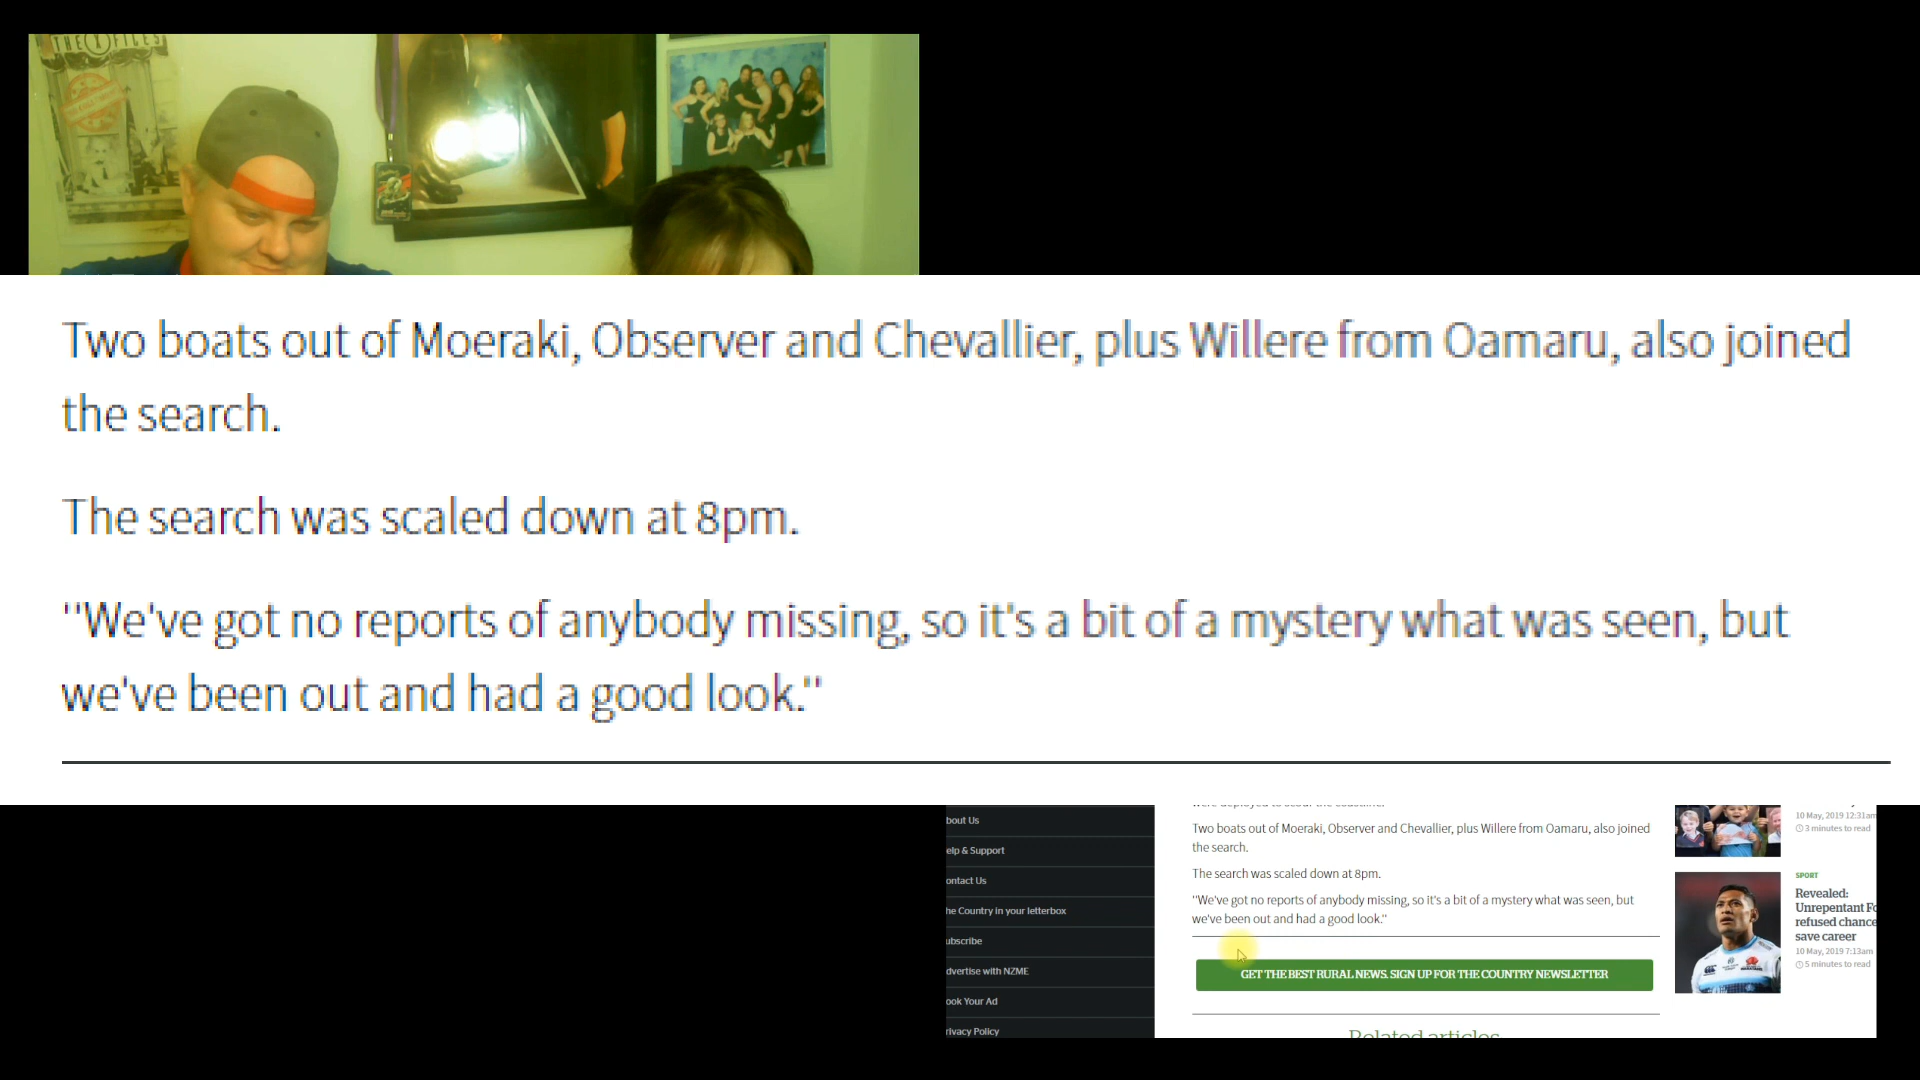 THE X FILES
Two boats out of Moeraki, Observer and Chevallier, plus Willere from Oamaru, also joined
the search.
The search was scaled down at 8pm.
"We've got no reports of anybody missing, so it's a bit of a mystery what was seen, but
we've been out and had a good look."
bout Us
elp & Support
ontact Us
he Country in your letterbox
ubscribe
dvertise with NZME
ook Your Ad
rivacy Policy
Two boats out of Moeraki, Observer and Chevallier, plus Willere from Oamaru, also joined
the search.
The search was scaled down at 8pm.
"We've got no reports of anybody missing, so it's a bit of a mystery what was seen, but
we've been out and had a good look."
GET THE BEST RURAL NEWS. SIGN UP FOR THE COUNTRY NEWSLETTER
Related articles
10 May, 2019 12:31am
3 minutes to read
SPORT
Revealed:
Unrepentant Fo
refused chance
save career
10 May, 2019 7:13am
5 minutes to read